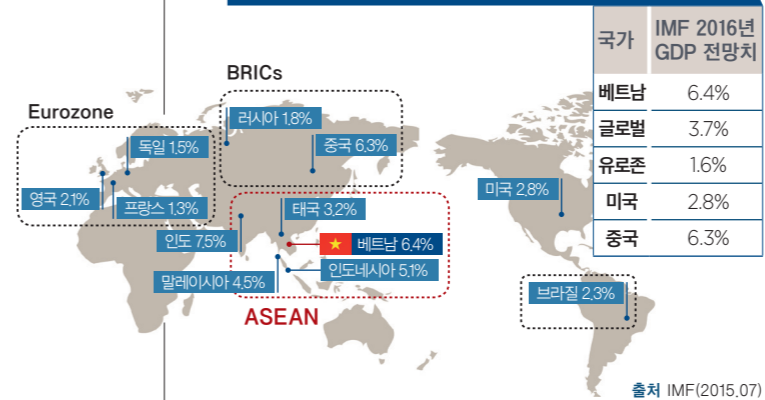 BRICs
Eurozone
러시아 1.8%
중국 6.3%
독일 1.5%
영국 2.1%
프랑스 1.3%
미국 2.8%
태국 3.2%
인도 7.5%
베트남 6.4%
말레이시아 4.5%
인도네시아 5.1%
브라질 2.3%
ASEAN
국가 IMF 2016년 GDP 전망치
베트남 6.4%
글로벌 3.7%
유로존 1.6%
미국 2.8%
중국 6.3%
출처 IMF(2015.07)